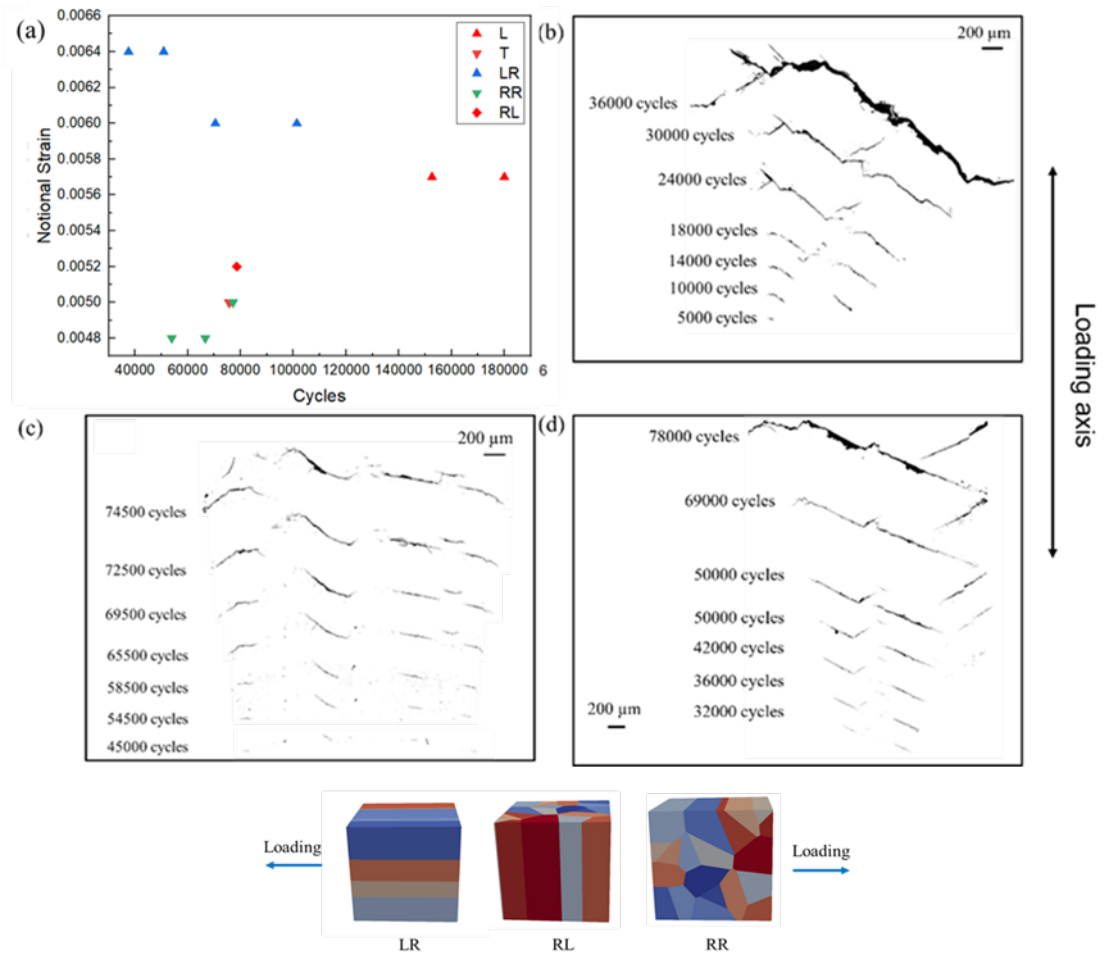 (a)
0.0066
0.0064
0.0062
0.0060
0.0058
0.0056
0.0054
0.0052
0.0050
0.0048
Notional Strain
L
T
LR
RR
RL
40000 60000 80000 100000 120000 140000 160000 180000 6
Cycles
(b)
200 µm
36000 cycles
30000 cycles
24000 cycles
18000 cycles
14000 cycles
10000 cycles
5000 cycles
Loading axis
(c)
200 µm
74500 cycles
72500 cycles
69500 cycles
65500 cycles
58500 cycles
54500 cycles
45000 cycles
(d)
78000 cycles
69000 cycles
50000 cycles
50000 cycles
42000 cycles
36000 cycles
32000 cycles
200 µm
Loading
Loading
LR
RL
RR